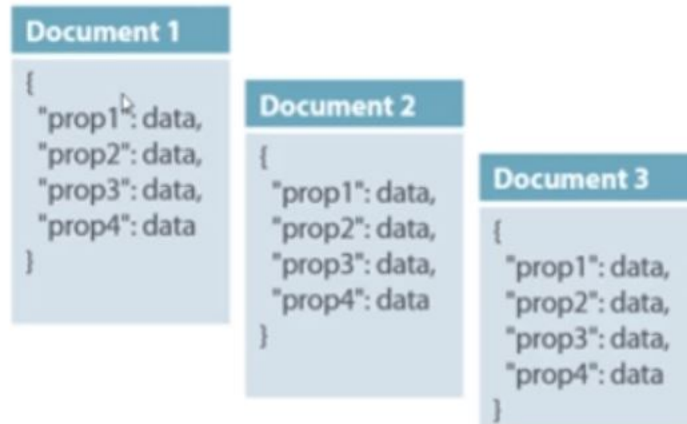 Document 1
{
"prop1": data,
"prop2": data,
"prop3": data,
"prop4": data
}
Document 2
{
"prop1": data,
"prop2": data,
"prop3": data,
"prop4": data
}
Document 3
{
"prop1": data,
"prop2": data,
"prop3": data,
"prop4": data
}